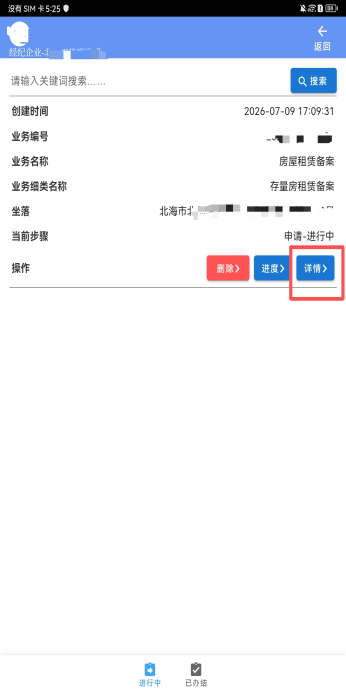 没有 SIM 卡 5:25
经纪企业-北
返回
请输入关键词搜索......
搜索
创建时间 2026-07-09 17:09:31
业务编号
业务名称 房屋租赁备案
业务细类名称 存量房租赁备案
坐落 北海市北
当前步骤 申请-进行中
操作 删除 进度 详情
进行中 已办结